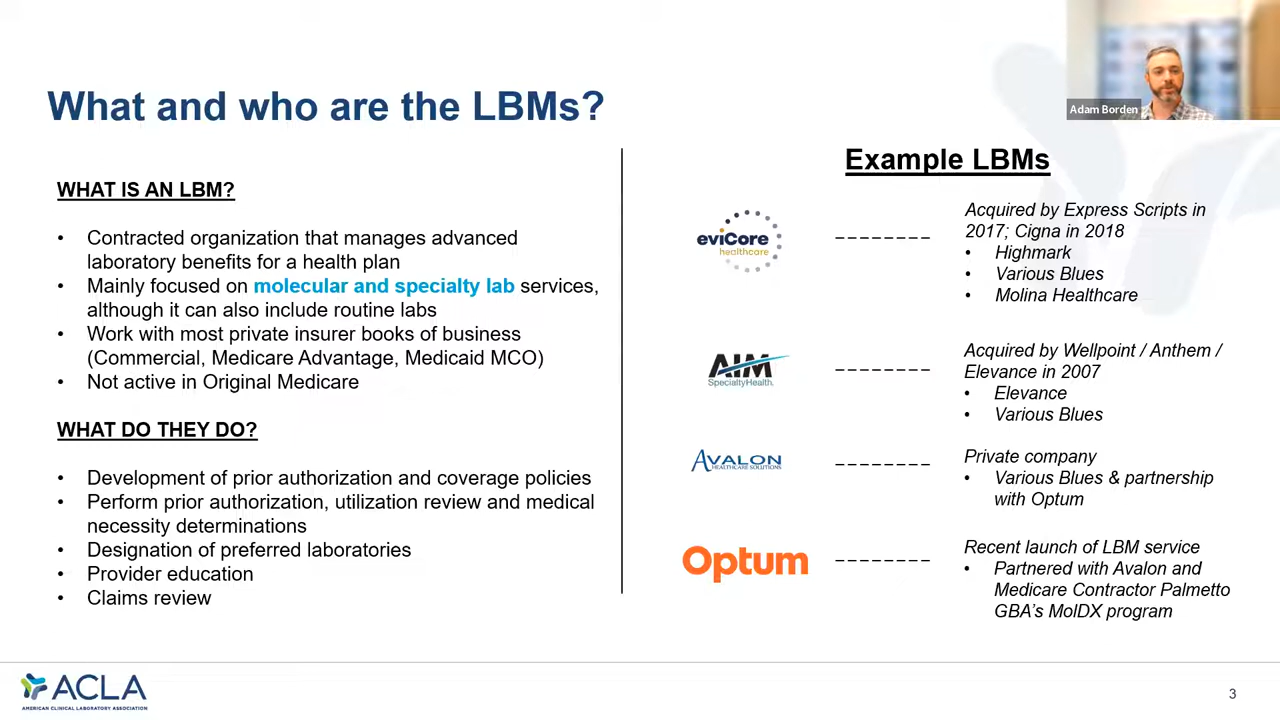 What and who are the LBMs?
Adam Borden
WHAT IS AN LBM?
• Contracted organization that manages advanced
laboratory benefits for a health plan
• Mainly focused on molecular and specialty lab services,
although it can also include routine labs
• Work with most private insurer books of business
(Commercial, Medicare Advantage, Medicaid MCO)
• Not active in Original Medicare
WHAT DO THEY DO?
• Development of prior authorization and coverage policies
• Perform prior authorization, utilization review and medical
necessity determinations
• Designation of preferred laboratories
• Provider education
• Claims review
Example LBMs
eviCore
healthcare
Acquired by Express Scripts in
2017; Cigna in 2018
• Highmark
• Various Blues
• Molina Healthcare
AIM
Specialty Health.
Acquired by Wellpoint / Anthem /
Elevance in 2007
• Elevance
• Various Blues
AVALON
HEALTHCARE SOLUTIONS
Private company
• Various Blues & partnership
with Optum
Optum
Recent launch of LBM service
• Partnered with Avalon and
Medicare Contractor Palmetto
GBA's MolDX program
ACLA
AMERICAN CLINICAL LABORATORY ASSOCIATION
3